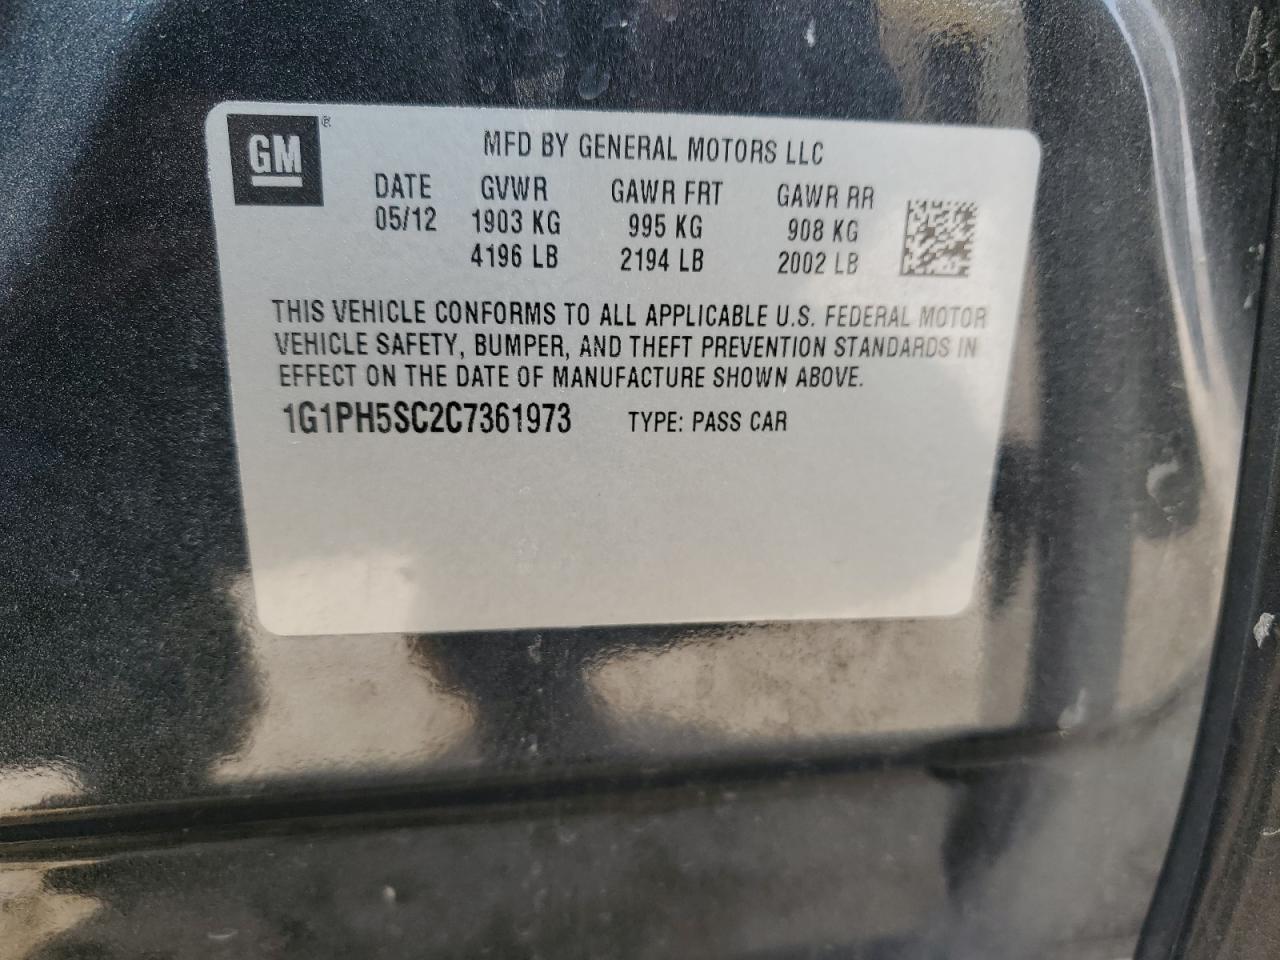 GM ®
MFD BY GENERAL MOTORS LLC
DATE GVWR GAWR FRT GAWR RR
05/12 1903 KG 995 KG 908 KG
4196 LB 2194 LB 2002 LB
THIS VEHICLE CONFORMS TO ALL APPLICABLE U.S. FEDERAL MOTOR
VEHICLE SAFETY, BUMPER, AND THEFT PREVENTION STANDARDS IN
EFFECT ON THE DATE OF MANUFACTURE SHOWN ABOVE.
1G1PH5SC2C7361973 TYPE: PASS CAR